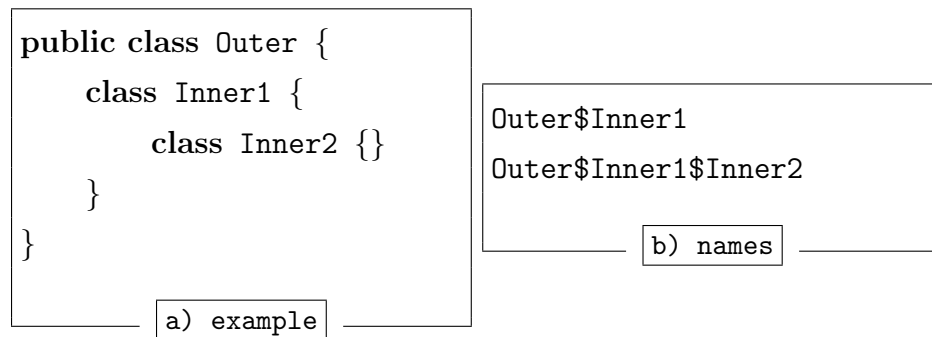 public class Outer {
class Inner1 {
class Inner2 {}
}
}
a) example
Outer$Inner1
Outer$Inner1$Inner2
b) names